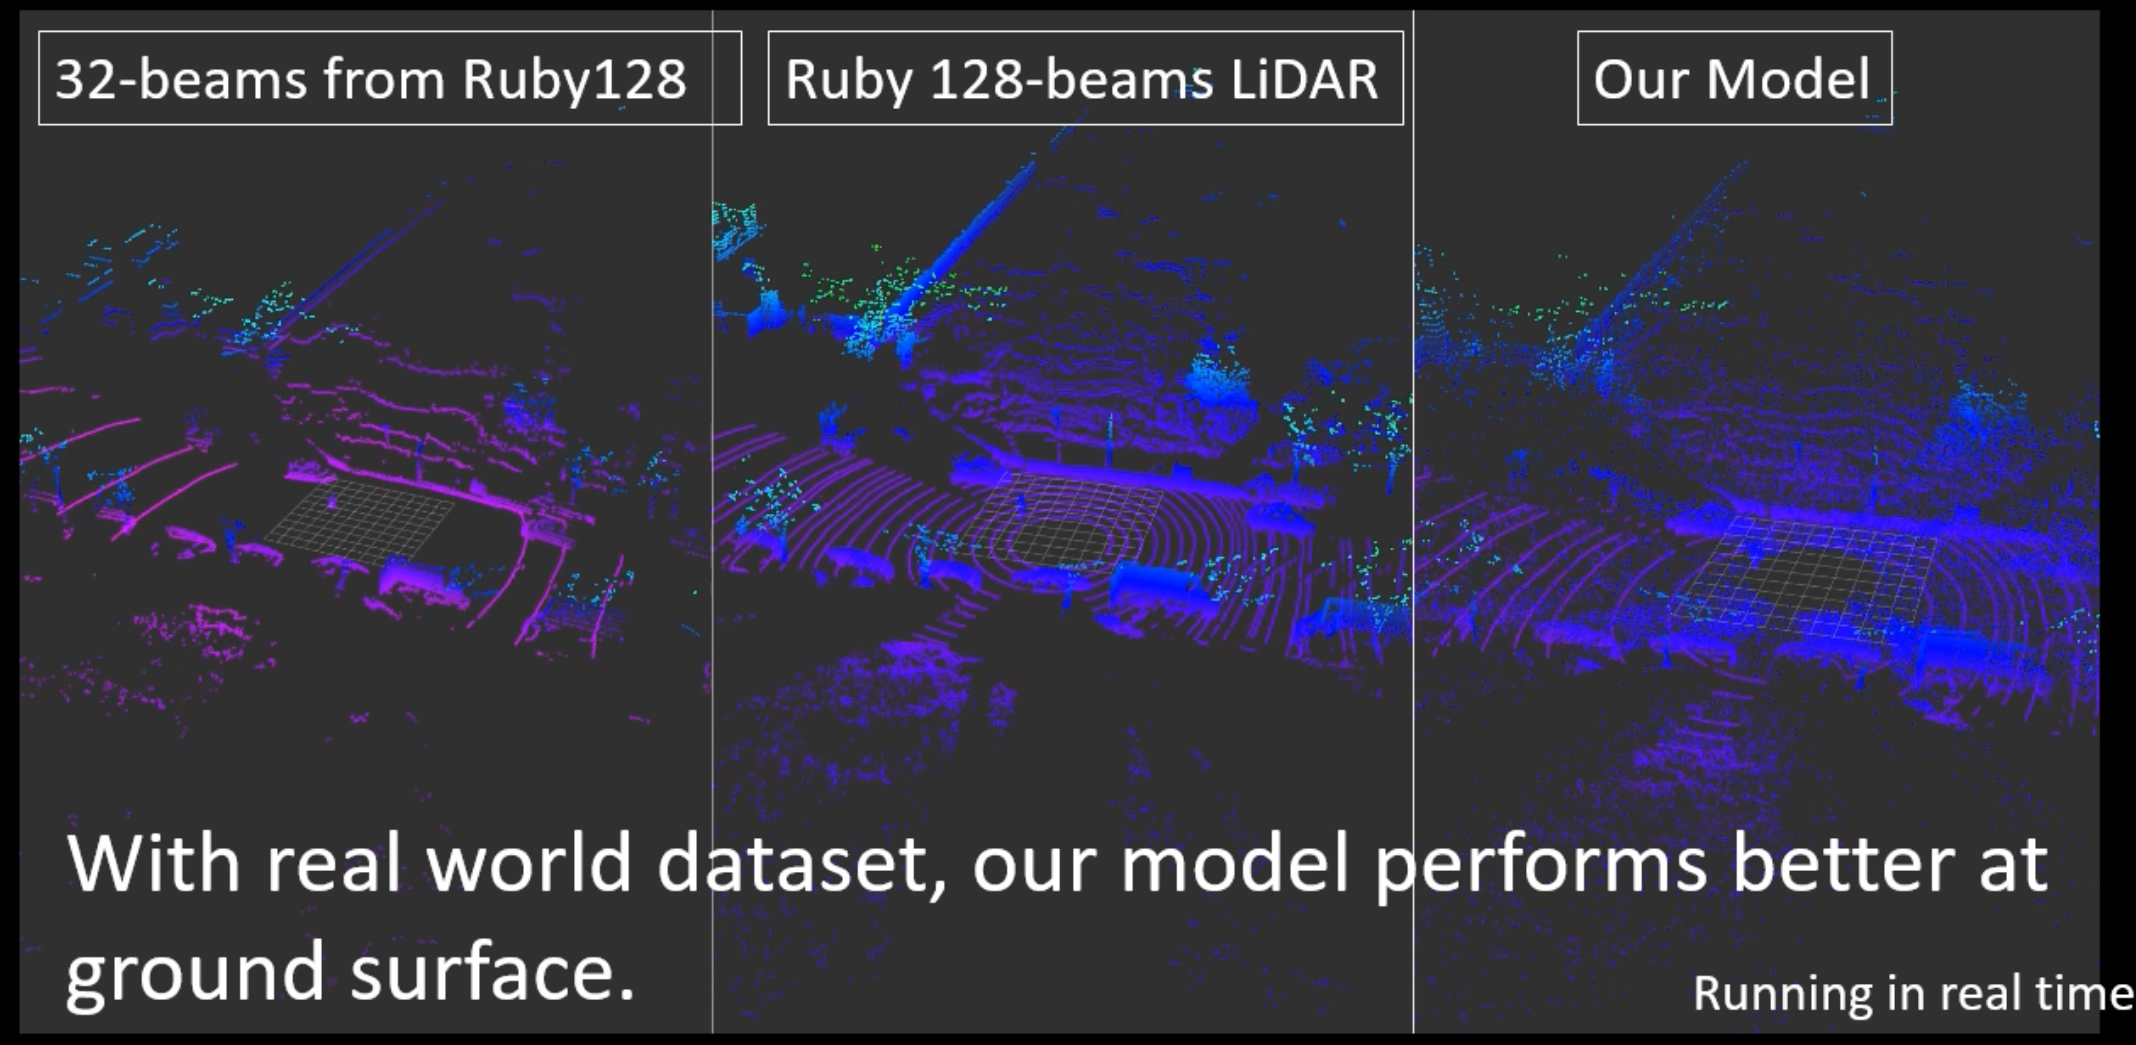 32-beams from Ruby128
Ruby 128-beams LiDAR
Our Model
With real world dataset, our model performs better at
ground surface.
Running in real time